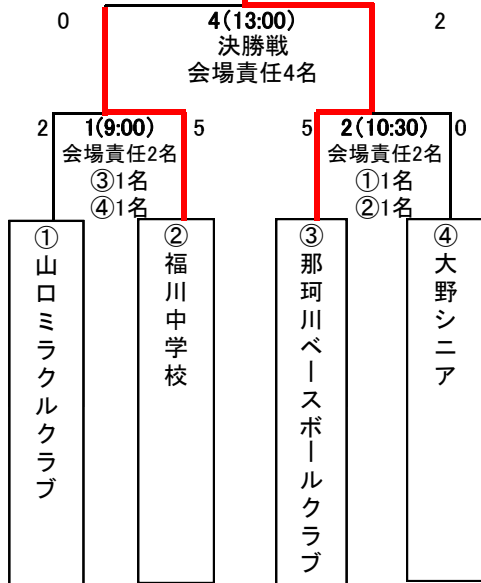 0
4(13:00)
2
決勝戦
会場責任4名
2
1(9:00)
5
5
2(10:30)
0
会場責任2名
③1名
④1名
会場責任2名
①1名
②1名
①山口ミラクルクラブ
②福川中学校
③那珂川ベースボールクラブ
④大野シニア